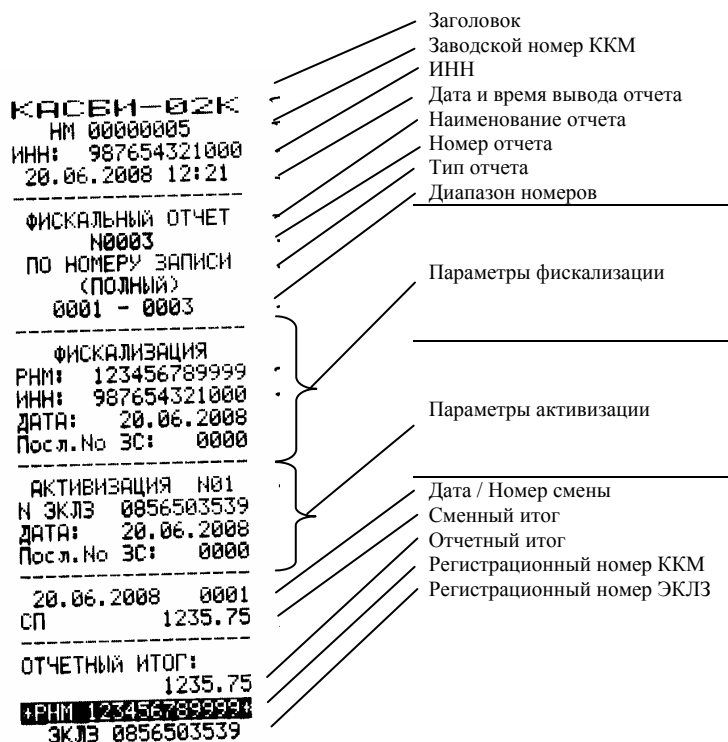 Заголовок
Заводской номер ККМ
ИНН
Дата и время вывода отчета
Наименование отчета
Номер отчета
Тип отчета
Диапазон номеров
Параметры фискализации
Параметры активизации
Дата / Номер смены
Сменный итог
Отчетный итог
Регистрационный номер ККМ
Регистрационный номер ЭКЛЗ
КАСБИ-02К
НМ 00000005
ИНН: 987654321000
20.06.2008 12:21
ФИСКАЛЬНЫЙ ОТЧЕТ
N0003
ПО НОМЕРУ ЗАПИСИ
(ПОЛНЫЙ)
0001 - 0003
ФИСКАЛИЗАЦИЯ
РНМ: 123456789999
ИНН: 987654321000
ДАТА: 20.06.2008
Посл.No ЗС: 0000
АКТИВИЗАЦИЯ N01
N ЭКЛЗ 0856503539
ДАТА: 20.06.2008
Посл.No ЗС: 0000
20.06.2008 0001
СП 1235.75
ОТЧЕТНЫЙ ИТОГ:
1235.75
*РНМ 123456789999*
ЭКЛЗ 0856503539